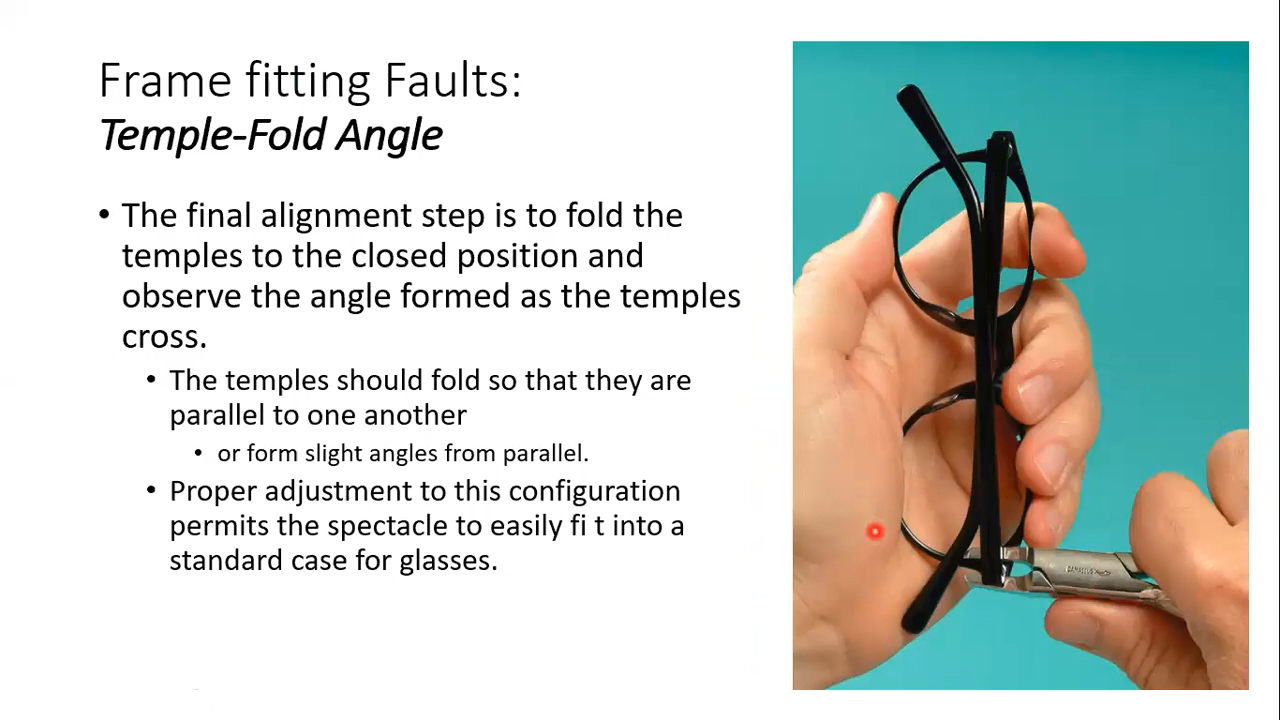 Frame fitting Faults:
Temple-Fold Angle
• The final alignment step is to fold the
temples to the closed position and
observe the angle formed as the temples
cross.
• The temples should fold so that they are
parallel to one another
• or form slight angles from parallel.
• Proper adjustment to this configuration
permits the spectacle to easily fi t into a
standard case for glasses.